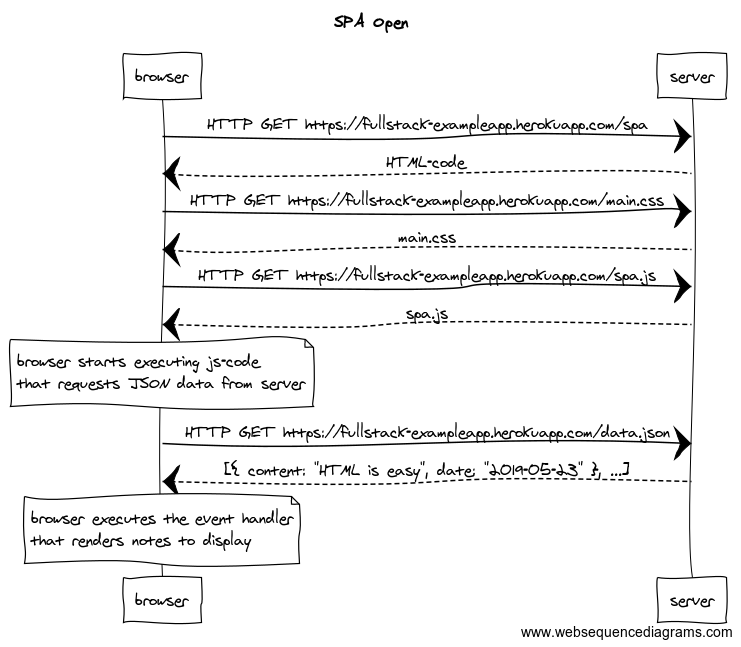 SPA Open
browser
server
HTTP GET https://fullstack-exampleapp.herokuapp.com/spa
HTML-code
HTTP GET https://fullstack-exampleapp.herokuapp.com/main.css
main.css
HTTP GET https://fullstack-exampleapp.herokuapp.com/spa.js
spa.js
browser starts executing js-code
that requests JSON data from server
HTTP GET https://fullstack-exampleapp.herokuapp.com/data.json
[{ content: "HTML is easy", date: "2019-05-23" }, ...]
browser executes the event handler
that renders notes to display
browser
server
www.websequencediagrams.com